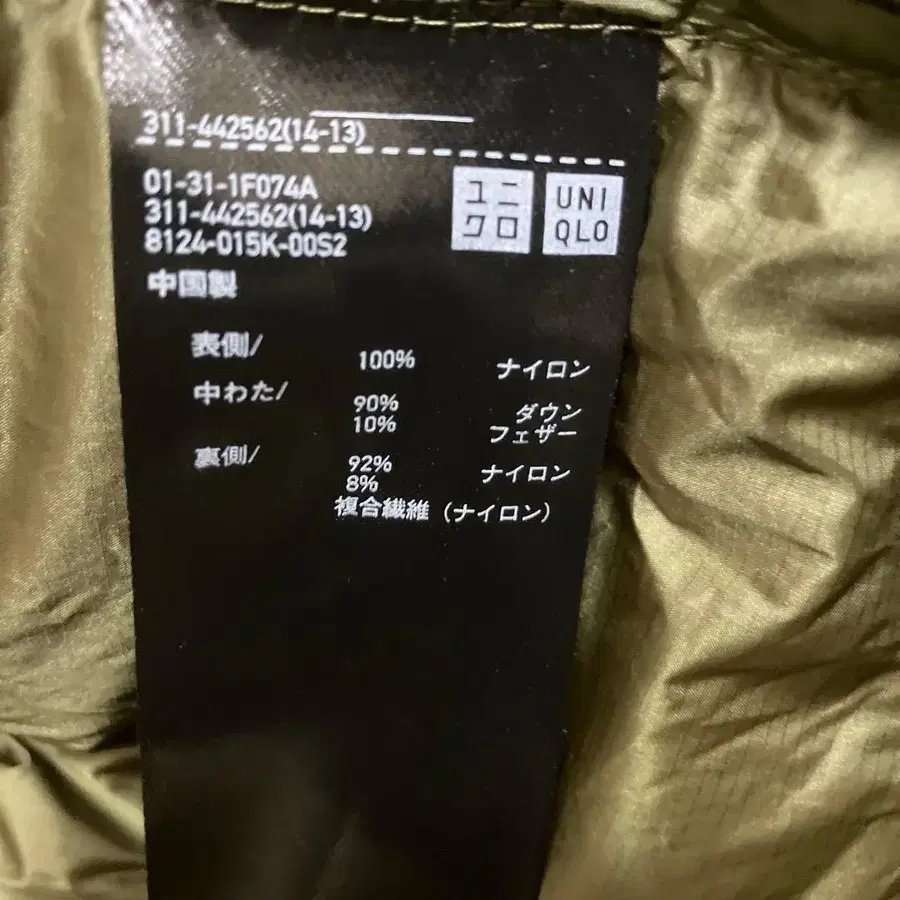 311-442562(14-13)
01-31-1F074A
311-442562(14-13)
8124-015K-00S2
ユニ
クロ
UNI
QLO
中国製
表側/
100% ナイロン
中わた/
90% ダウン
10% フェザー
裏側/
92% ナイロン
8%
複合繊維(ナイロン)